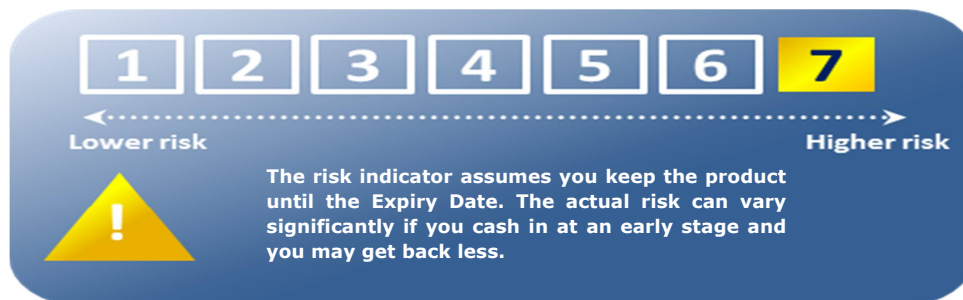 1 2 3 4 5 6 7
Lower risk Higher risk
!
The risk indicator assumes you keep the product
until the Expiry Date. The actual risk can vary
significantly if you cash in at an early stage and
you may get back less.